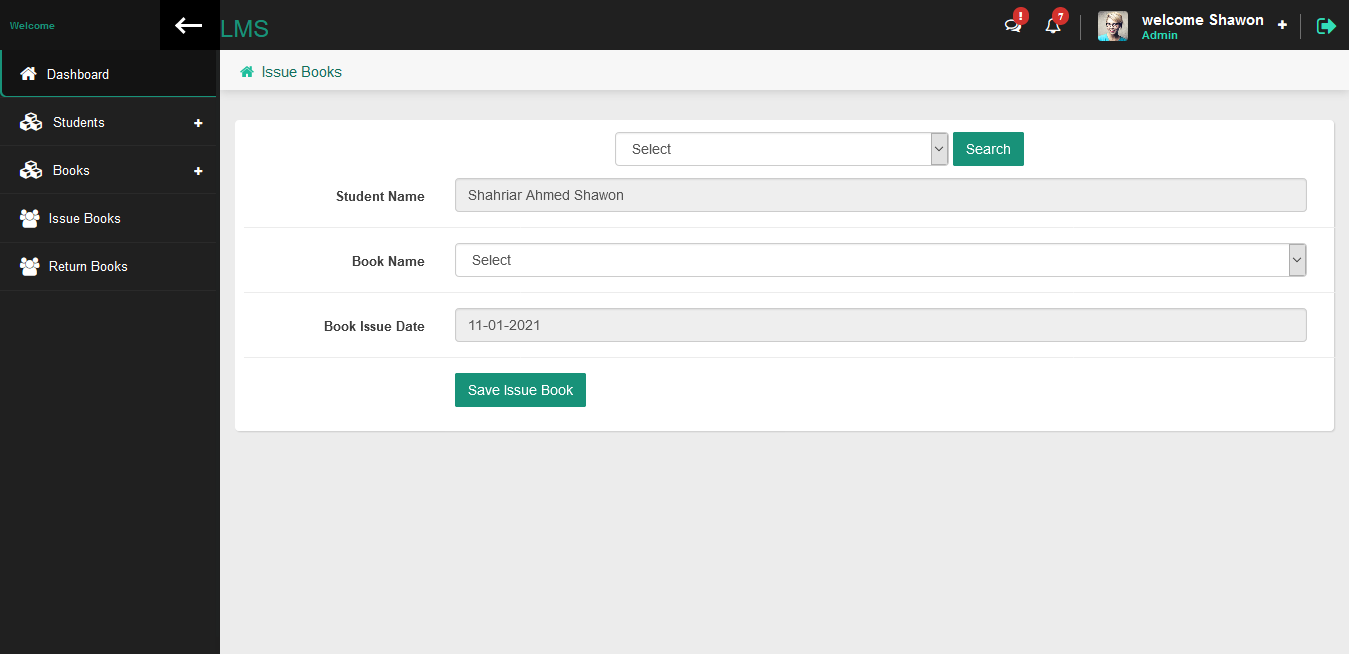 Welcome
LMS
!
7
welcome Shawon +
Admin
Dashboard
Students +
Books +
Issue Books
Return Books
Issue Books
Select
Search
Student Name
Shahriar Ahmed Shawon
Book Name
Select
Book Issue Date
11-01-2021
Save Issue Book